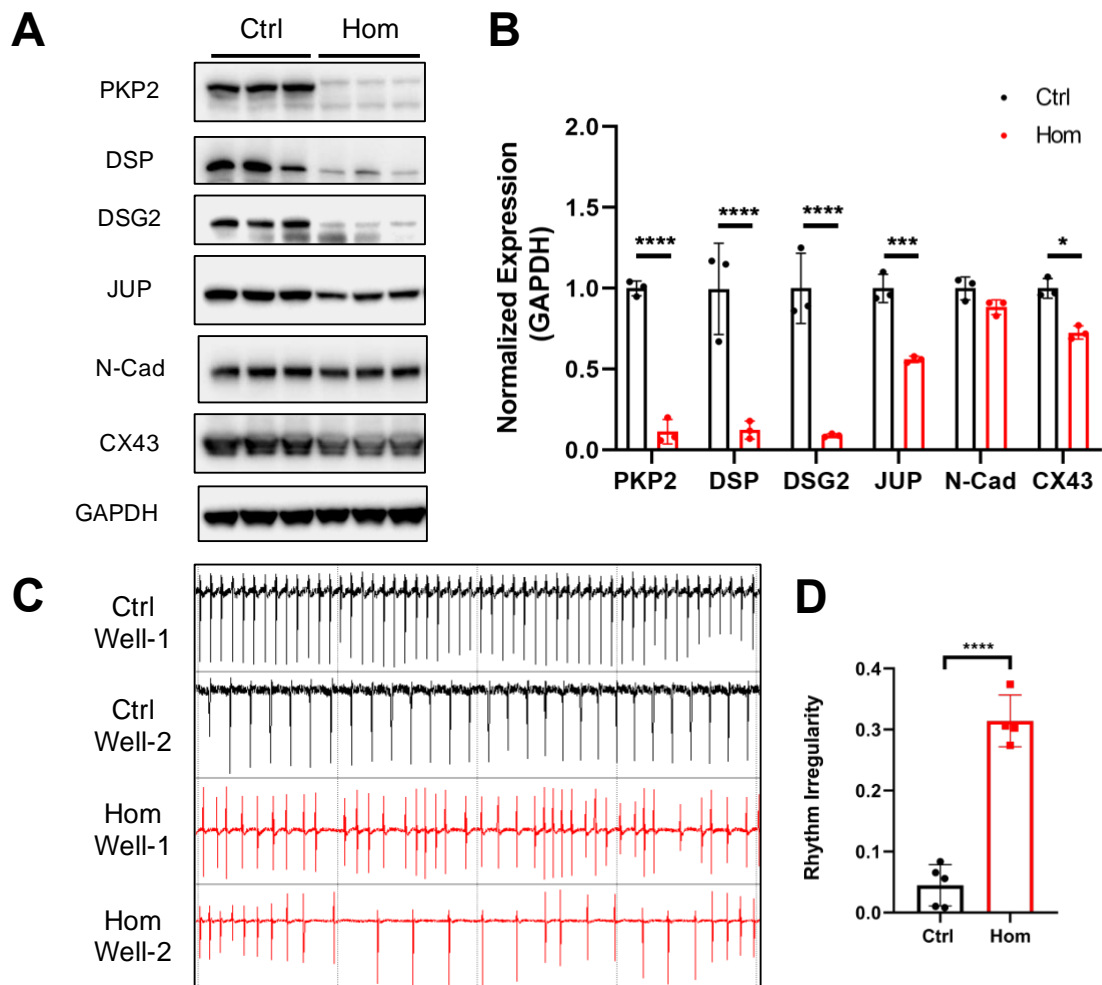 A
Ctrl Hom
PKP2
DSP
DSG2
JUP
N-Cad
CX43
GAPDH
B
Ctrl
Hom
Normalized Expression
(GAPDH)
2.0
1.5
1.0
0.5
0.0
**** **** **** *** *
PKP2 DSP DSG2 JUP N-Cad CX43
C
Ctrl
Well-1
Ctrl
Well-2
Hom
Well-1
Hom
Well-2
D
Rhythm Irregularity
0.4
0.3
0.2
0.1
0.0
****
Ctrl Hom